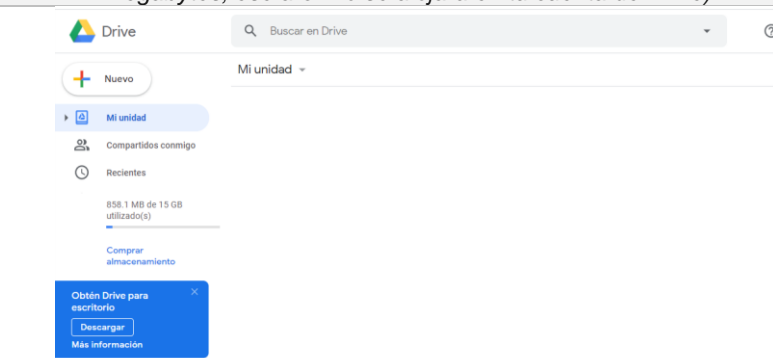 Drive
Buscar en Drive
Nuevo
Mi unidad
Mi unidad
Compartidos conmigo
Recientes
858.1 MB de 15 GB
utilizado(s)
Comprar
almacenamiento
Obtén Drive para
escritorio
Descargar
Más información